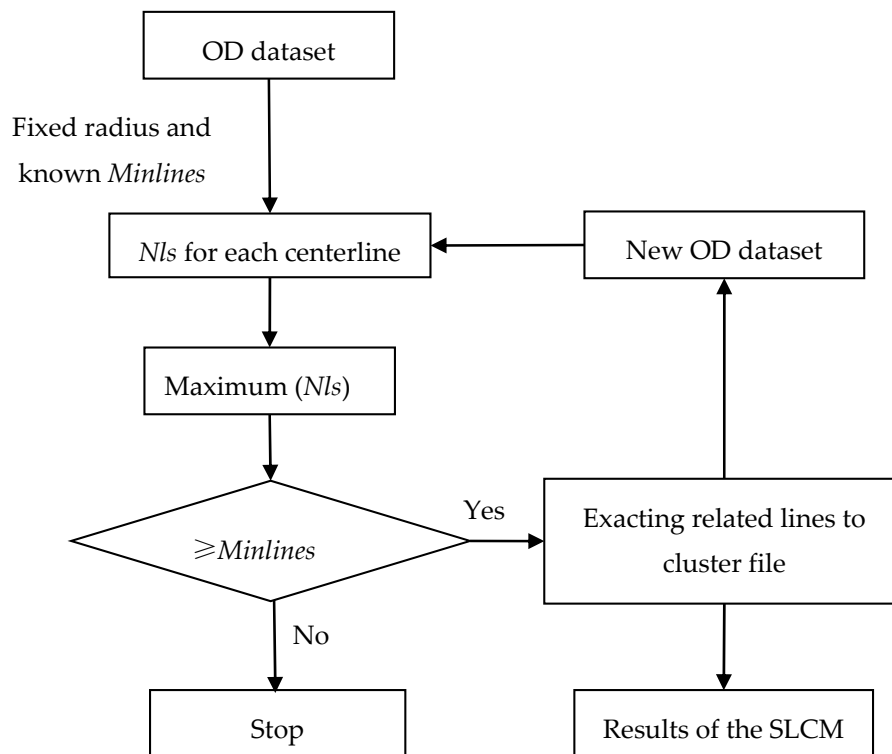 OD dataset
Fixed radius and
known Minlines
Nls for each centerline
New OD dataset
Maximum (Nls)
≥Minlines
Yes
Exacting related lines to
cluster file
No
Stop
Results of the SLCM